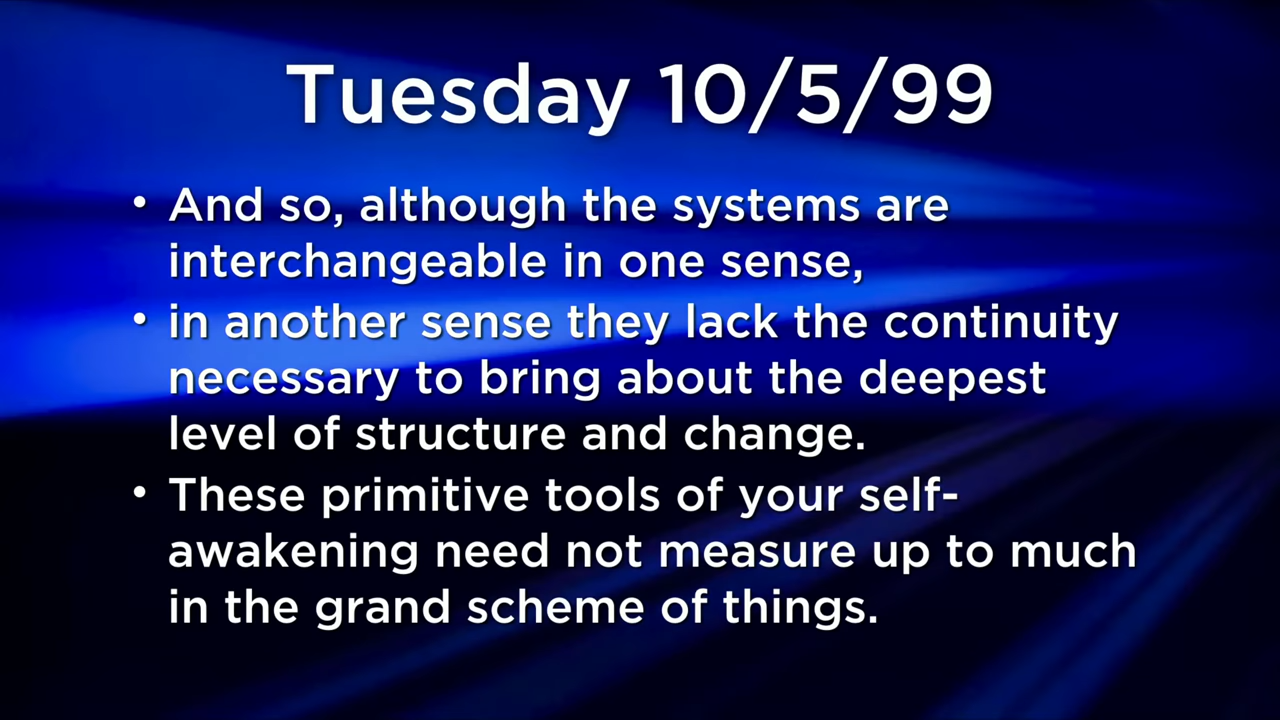 Tuesday 10/5/99
• And so, although the systems are
interchangeable in one sense,
• in another sense they lack the continuity
necessary to bring about the deepest
level of structure and change.
• These primitive tools of your self-
awakening need not measure up to much
in the grand scheme of things.